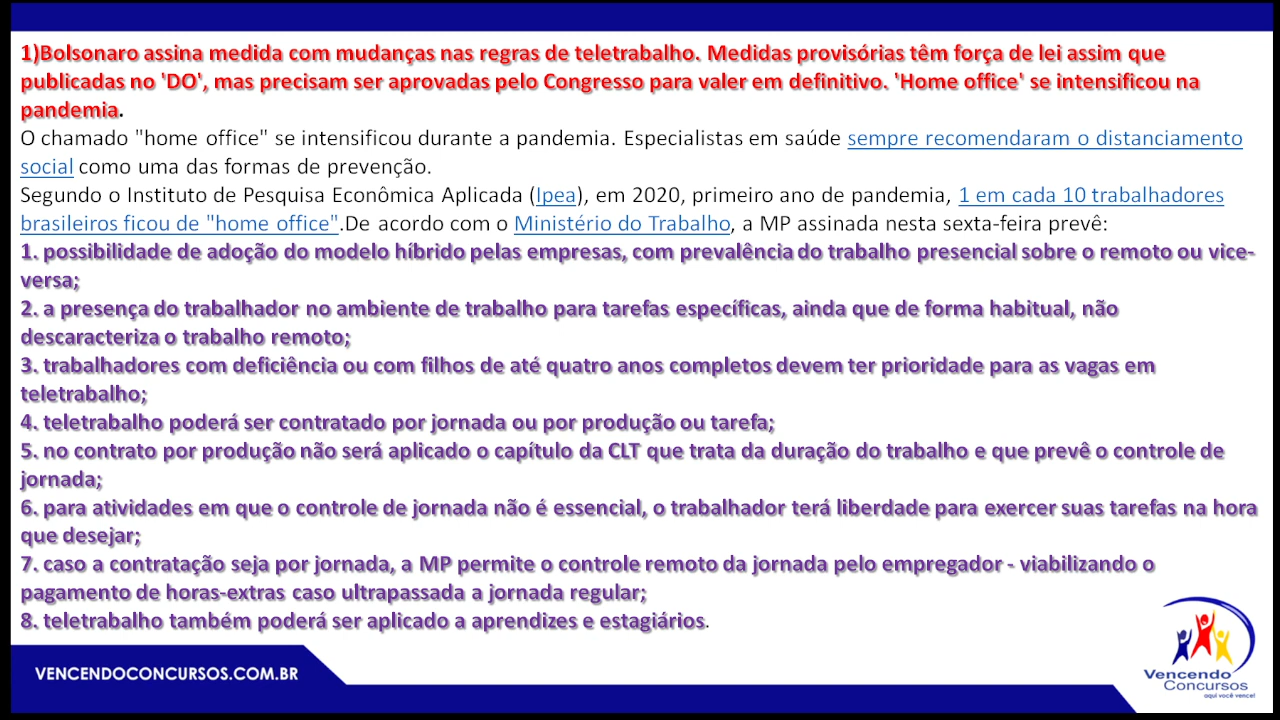 1)Bolsonaro assina medida com mudanças nas regras de teletrabalho. Medidas provisórias têm força de lei assim que
publicadas no 'DO', mas precisam ser aprovadas pelo Congresso para valer em definitivo. 'Home office' se intensificou na
pandemia.
O chamado "home office" se intensificou durante a pandemia. Especialistas em saúde sempre recomendaram o distanciamento
social como uma das formas de prevenção.
Segundo o Instituto de Pesquisa Econômica Aplicada (Ipea), em 2020, primeiro ano de pandemia, 1 em cada 10 trabalhadores
brasileiros ficou de "home office".De acordo com o Ministério do Trabalho, a MP assinada nesta sexta-feira prevê:
1. possibilidade de adoção do modelo híbrido pelas empresas, com prevalência do trabalho presencial sobre o remoto ou vice-
versa;
2. a presença do trabalhador no ambiente de trabalho para tarefas específicas, ainda que de forma habitual, não
descaracteriza o trabalho remoto;
3. trabalhadores com deficiência ou com filhos de até quatro anos completos devem ter prioridade para as vagas em
teletrabalho;
4. teletrabalho poderá ser contratado por jornada ou por produção ou tarefa;
5. no contrato por produção não será aplicado o capítulo da CLT que trata da duração do trabalho e que prevê o controle de
jornada;
6. para atividades em que o controle de jornada não é essencial, o trabalhador terá liberdade para exercer suas tarefas na hora
que desejar;
7. caso a contratação seja por jornada, a MP permite o controle remoto da jornada pelo empregador - viabilizando o
pagamento de horas-extras caso ultrapassada a jornada regular;
8. teletrabalho também poderá ser aplicado a aprendizes e estagiários.
VENCENDOCONCURSOS.COM.BR
Vencendo
Concursos
aqui você vence!